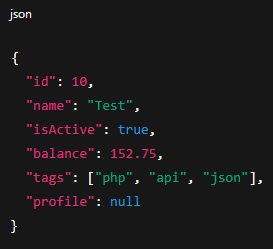 json
{
  "id": 10,
  "name": "Test",
  "isActive": true,
  "balance": 152.75,
  "tags": ["php", "api", "json"],
  "profile": null
}